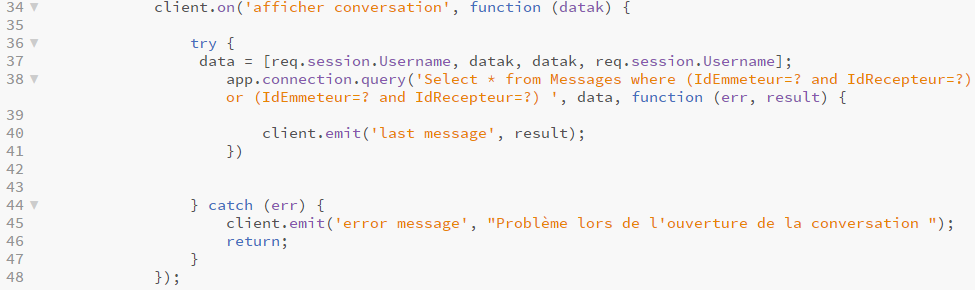 34 client.on('afficher conversation', function (datak) {
35
36 try {
37 data = [req.session.Username, datak, datak, req.session.Username];
38 app.connection.query('Select * from Messages where (IdEmmeteur=? and IdRecepteur=?)
or (IdEmmeteur=? and IdRecepteur=?) ', data, function (err, result) {
39
40 client.emit('last message', result);
41 })
42
43
44 } catch (err) {
45 client.emit('error message', "Problème lors de l'ouverture de la conversation ");
46 return;
47 }
48 });